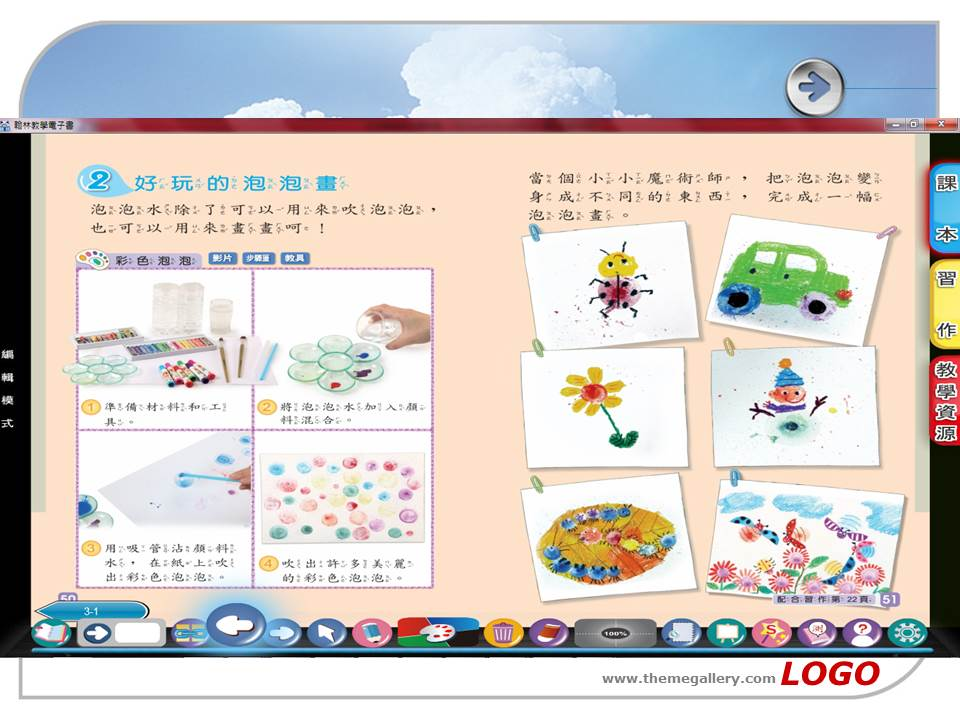 翰林教學電子書
2 好玩的泡泡畫
泡泡水除了可以用來吹泡泡，
也可以用來畫畫呵！
彩色泡泡 影片 步驟圖 教具
1 準備材料和工
具。
2 將泡泡水加入顏
料混合。
3 用吸管沾顏料
水，在紙上吹
出彩色泡泡。
4 吹出許多美麗
的彩色泡泡。
當個小小魔術師，把泡泡變
身成不同的東西，完成一幅
泡泡畫。
配合習作第22頁
50
51
編輯模式
課本
習作
教學資源
3-1
100%
www.themegallery.com
LOGO